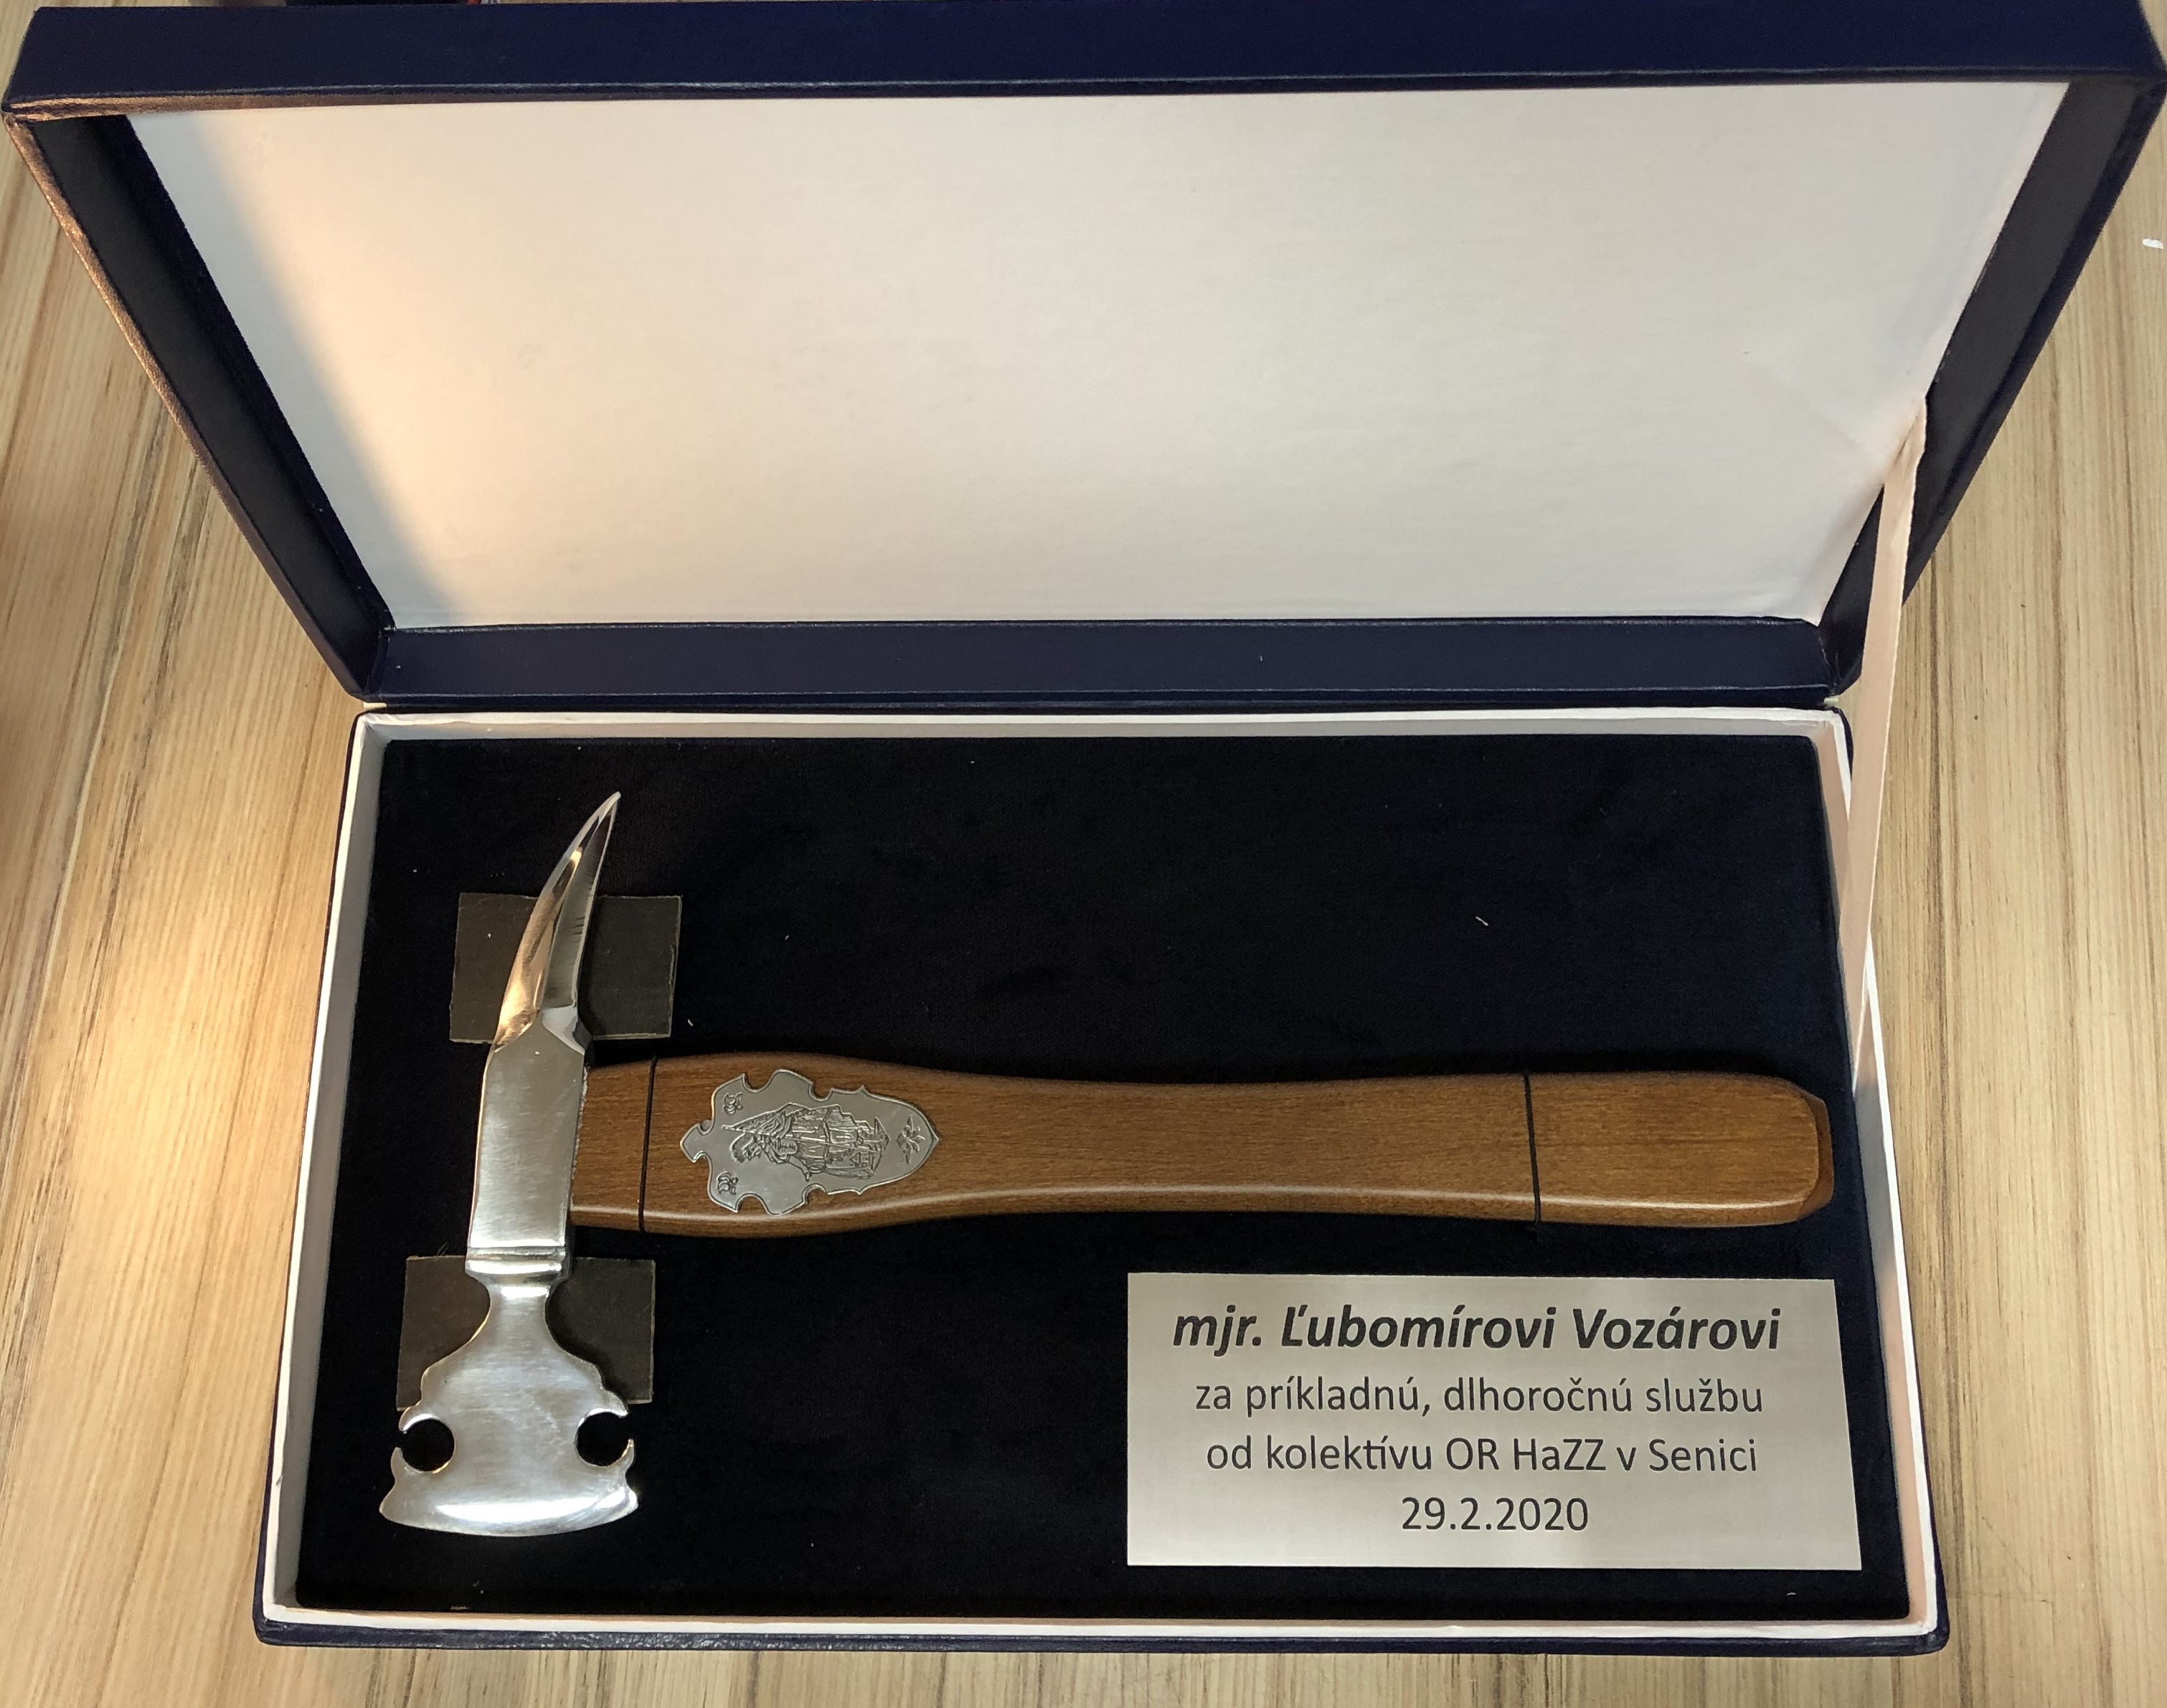 mjr. Ľubomírovi Vozárovi
za príkladnú, dlhoročnú službu
od kolektívu OR HaZZ v Senici
29.2.2020